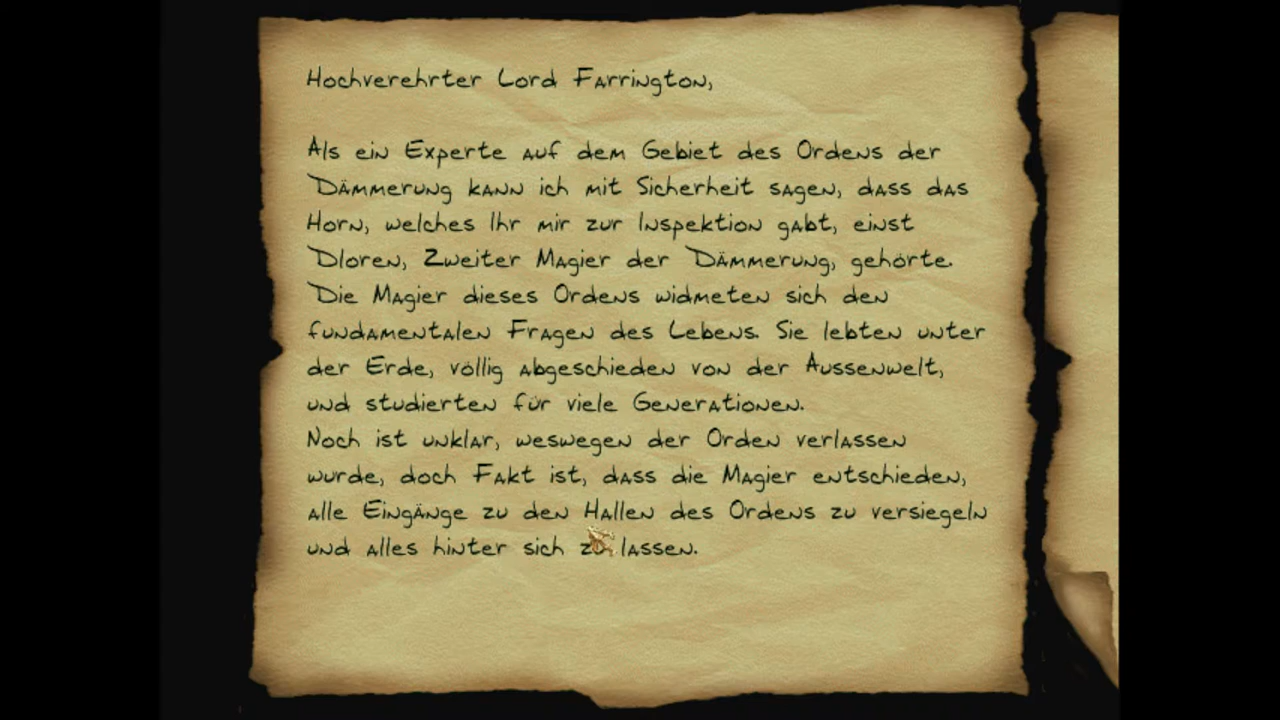 Hochverehrter Lord Farrington,
Als ein Experte auf dem Gebiet des Ordens der
Dämmerung kann ich mit Sicherheit sagen, dass das
Horn, welches Ihr mir zur Inspektion gabt, einst
Dloren, Zweiter Magier der Dämmerung, gehörte.
Die Magier dieses Ordens widmeten sich den
fundamentalen Fragen des Lebens. Sie lebten unter
der Erde, völlig abgeschieden von der Aussenwelt,
und studierten für viele Generationen.
Noch ist unklar, weswegen der Orden verlassen
wurde, doch Fakt ist, dass die Magier entschieden,
alle Eingänge zu den Hallen des Ordens zu versiegeln
und alles hinter sich zu lassen.